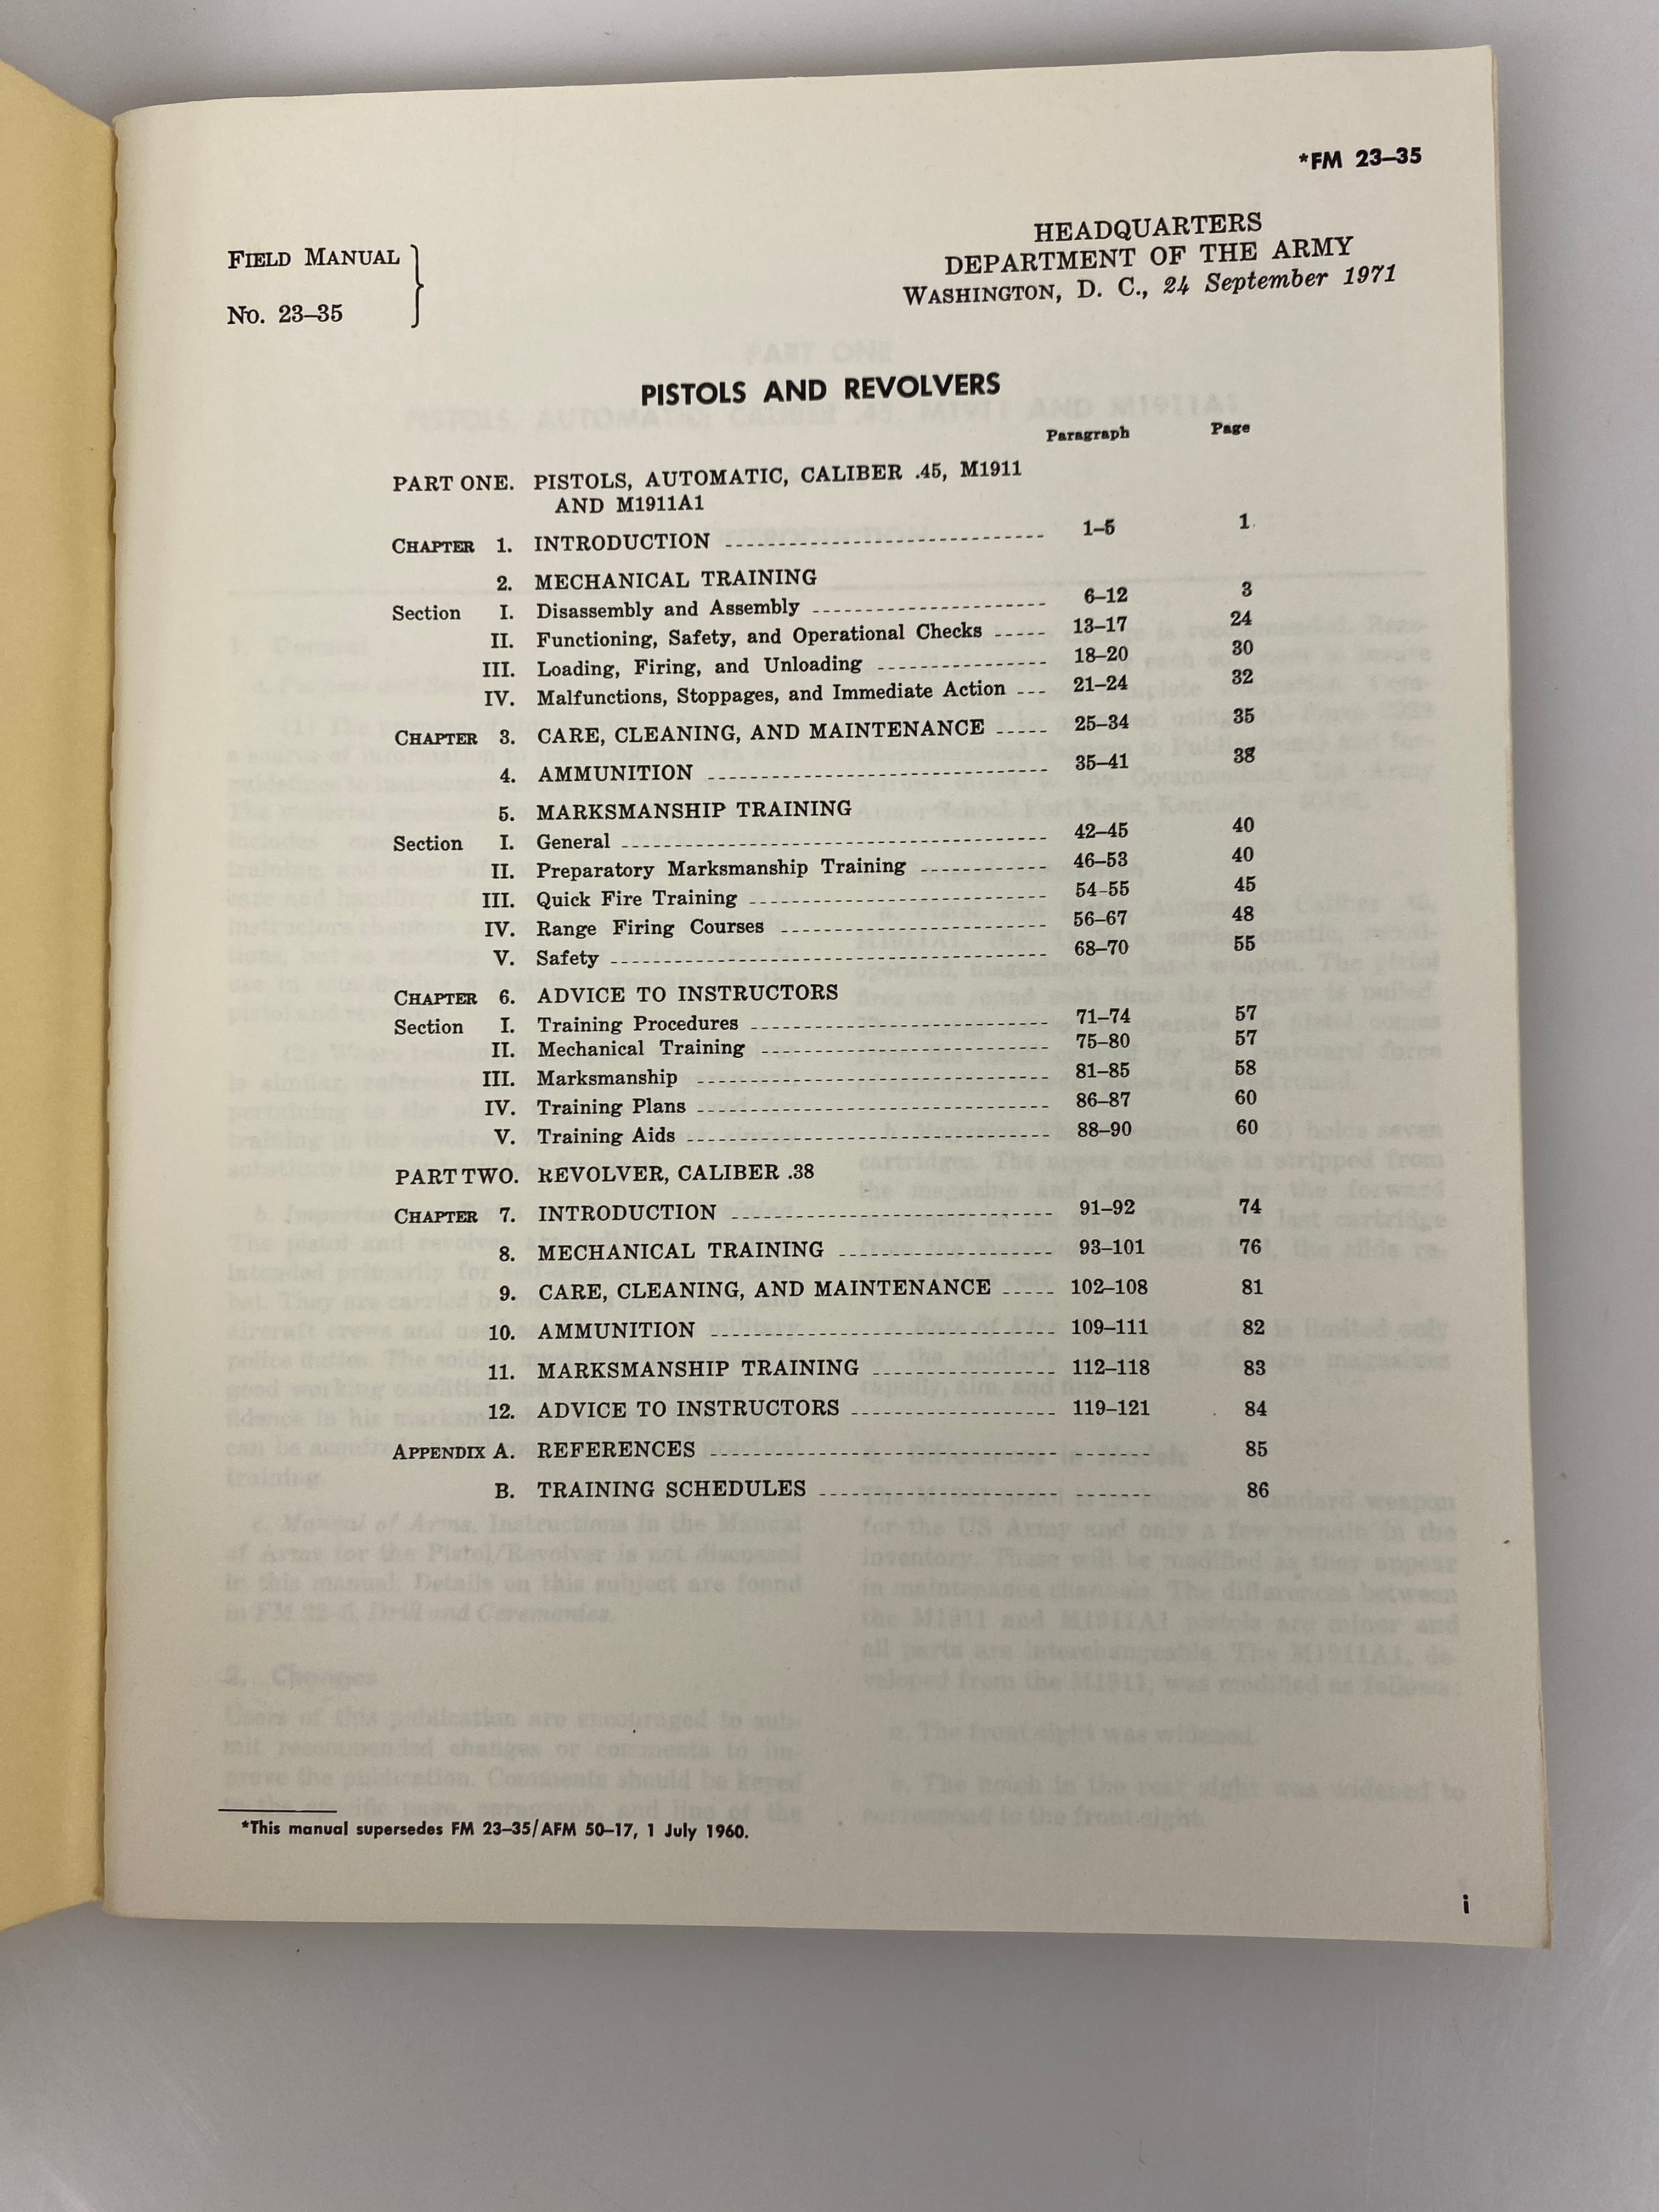 *FM 23–35
FIELD MANUAL
No. 23–35
HEADQUARTERS
DEPARTMENT OF THE ARMY
WASHINGTON, D. C., 24 September 1971
PISTOLS AND REVOLVERS
Paragraph Page
PART ONE. PISTOLS, AUTOMATIC, CALIBER .45, M1911
AND M1911A1
CHAPTER 1. INTRODUCTION 1–5 1
2. MECHANICAL TRAINING
Section I. Disassembly and Assembly 6–12 3
II. Functioning, Safety, and Operational Checks 13–17 24
III. Loading, Firing, and Unloading 18–20 30
IV. Malfunctions, Stoppages, and Immediate Action 21–24 32
CHAPTER 3. CARE, CLEANING, AND MAINTENANCE 25–34 35
4. AMMUNITION 35–41 38
5. MARKSMANSHIP TRAINING
Section I. General 42–45 40
II. Preparatory Marksmanship Training 46–53 40
III. Quick Fire Training 54–55 45
IV. Range Firing Courses 56–67 48
V. Safety 68–70 55
CHAPTER 6. ADVICE TO INSTRUCTORS
Section I. Training Procedures 71–74 57
II. Mechanical Training 75–80 57
III. Marksmanship 81–85 58
IV. Training Plans 86–87 60
V. Training Aids 88–90 60
PART TWO. REVOLVER, CALIBER .38
CHAPTER 7. INTRODUCTION 91–92 74
8. MECHANICAL TRAINING 93–101 76
9. CARE, CLEANING, AND MAINTENANCE 102–108 81
10. AMMUNITION 109–111 82
11. MARKSMANSHIP TRAINING 112–118 83
12. ADVICE TO INSTRUCTORS 119–121 84
APPENDIX A. REFERENCES 85
B. TRAINING SCHEDULES 86
*This manual supersedes FM 23–35/AFM 50–17, 1 July 1960.
i